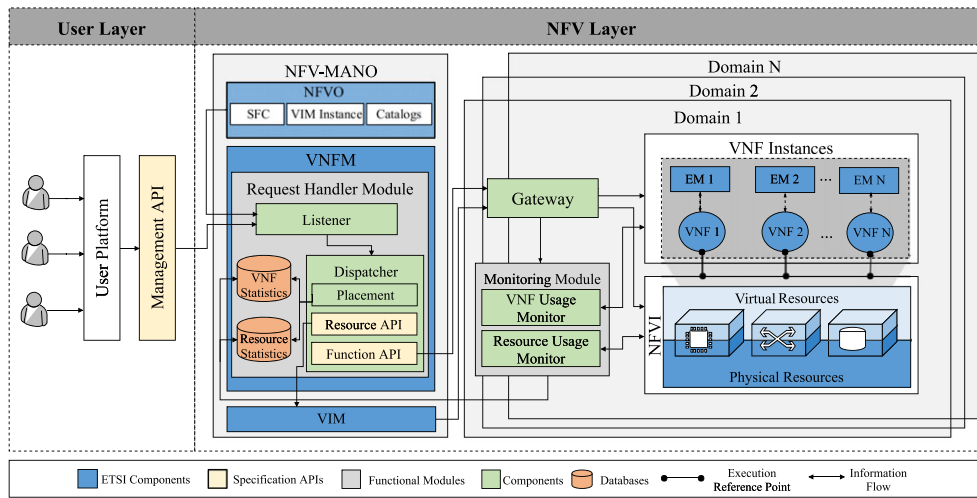 User Layer
NFV Layer
NFV-MANO
NFVO
SFC
VIM Instance
Catalogs
VNFM
Request Handler Module
Listener
VNF
Statistics
Resource
Statistics
Dispatcher
Placement
Resource API
Function API
VIM
User Platform
Management API
Domain N
Domain 2
Domain 1
Gateway
Monitoring Module
VNF Usage
Monitor
Resource Usage
Monitor
VNF Instances
EM 1
EM 2
...
EM N
VNF 1
VNF 2
...
VNF N
NFVI
Virtual Resources
Physical Resources
ETSI Components
Specification APIs
Functional Modules
Components
Databases
Execution
Reference Point
Information
Flow